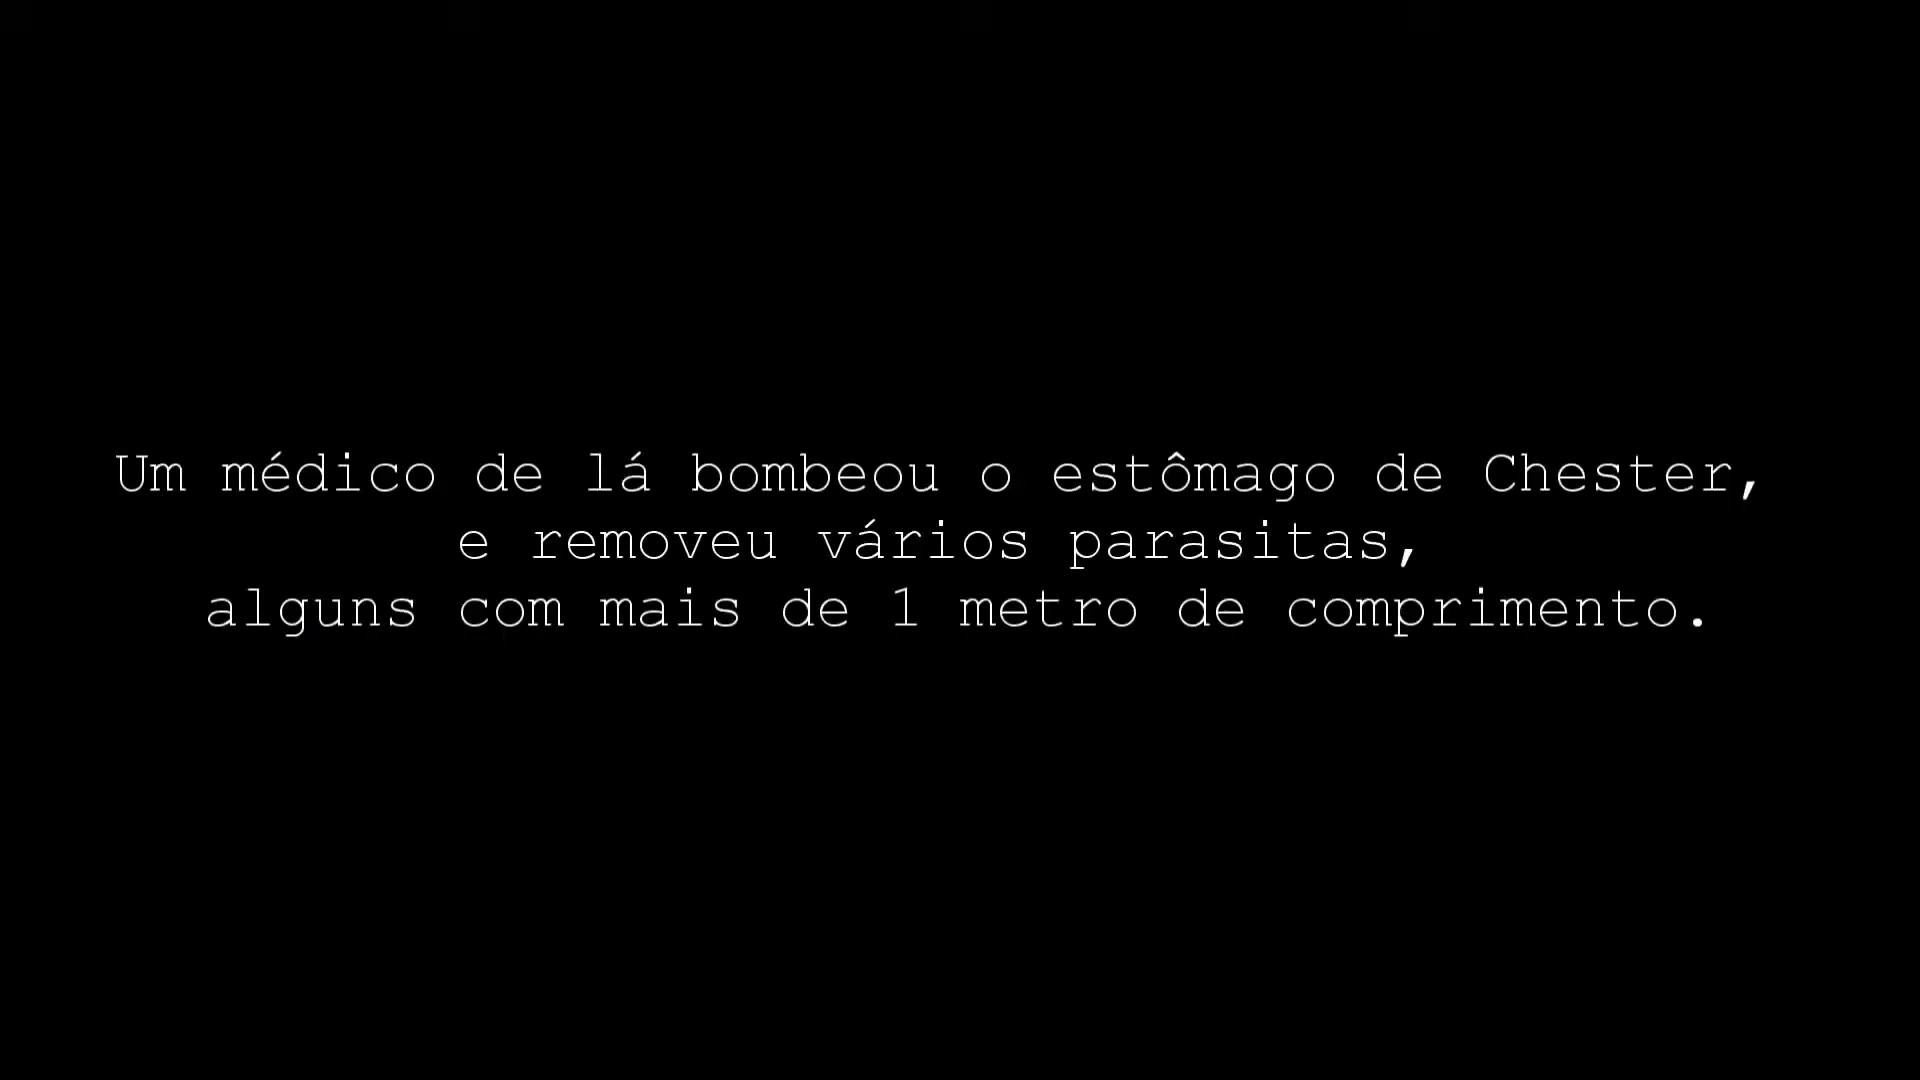 Um médico de lá bombeou o estômago de Chester,
e removeu vários parasitas,
alguns com mais de 1 metro de comprimento.